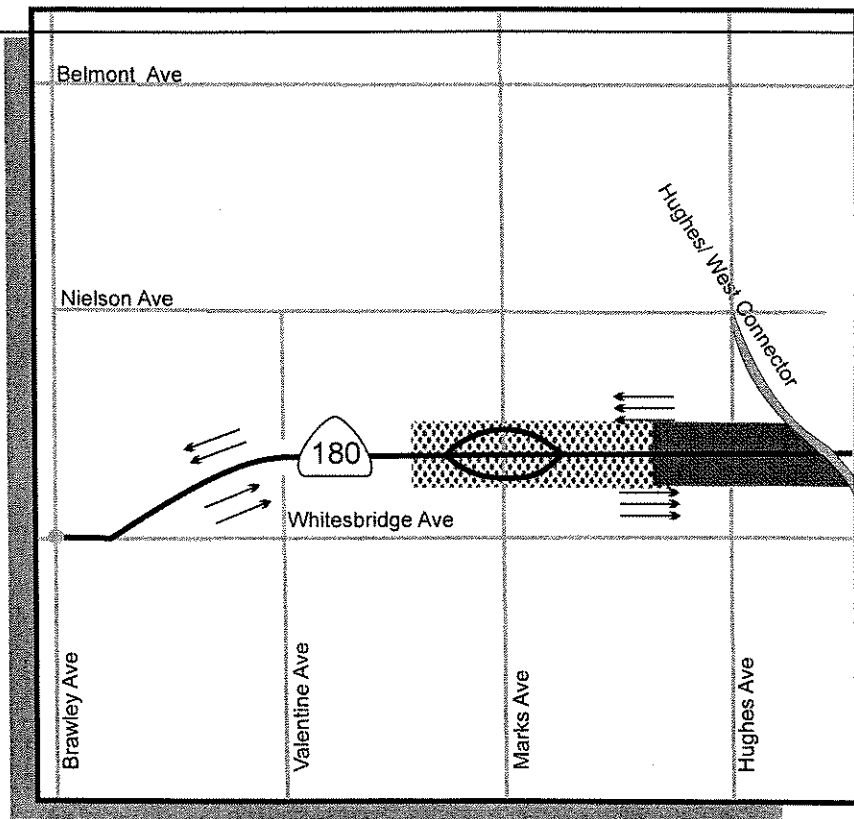 Belmont Ave
Hughes/ West Connector
Nielson Ave
180
Whitesbridge Ave
Brawley Ave
Valentine Ave
Marks Ave
Hughes Ave